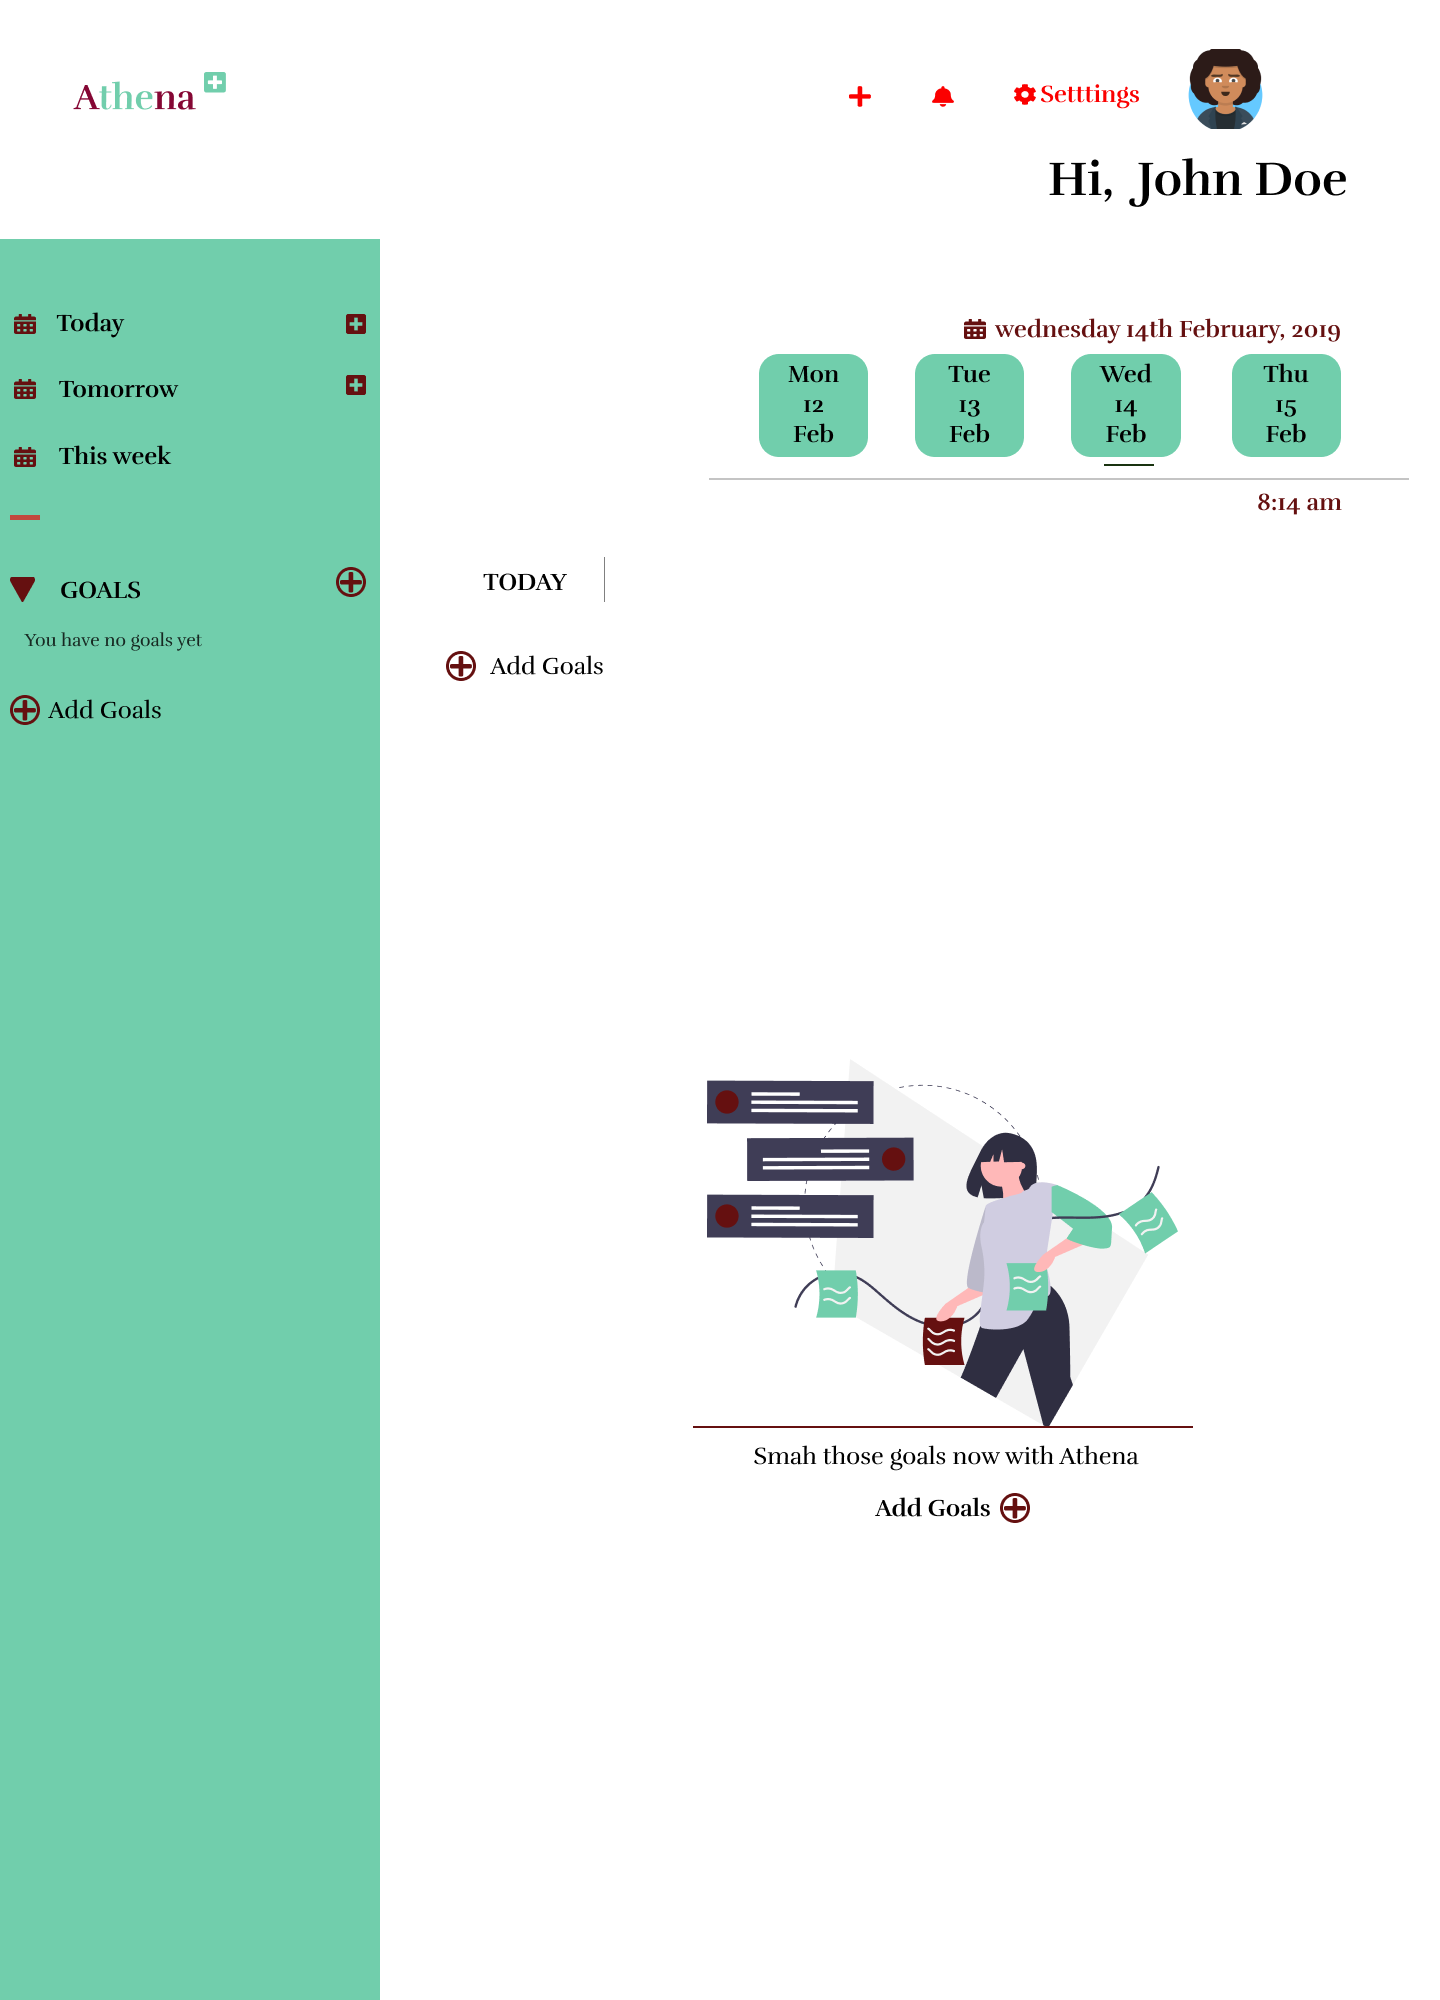 Athena
Setttings
Hi, John Doe
Today
Tomorrow
This week
GOALS
You have no goals yet
Add Goals
wednesday 14th February, 2019
Mon
12
Feb
Tue
13
Feb
Wed
14
Feb
Thu
15
Feb
8:14 am
TODAY
Add Goals
Smah those goals now with Athena
Add Goals